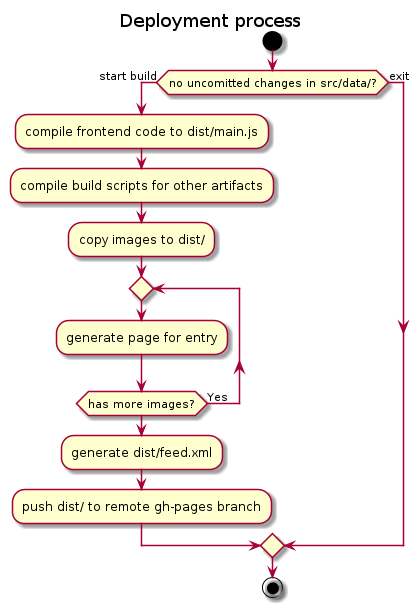 Deployment process
start build
no uncomitted changes in src/data/?
exit
compile frontend code to dist/main.js
compile build scripts for other artifacts
copy images to dist/
generate page for entry
has more images?
Yes
generate dist/feed.xml
push dist/ to remote gh-pages branch